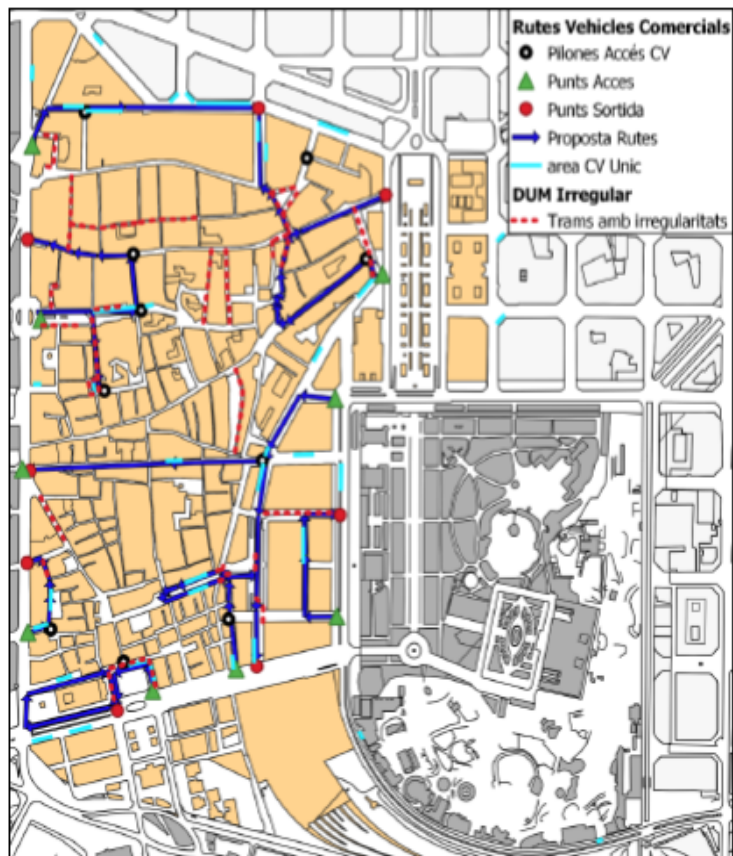 Rutes Vehicles Comercials
Pilones Accés CV
Punts Acces
Punts Sortida
Proposta Rutes
area CV Unic
DUM Irregular
Trams amb irregularitats